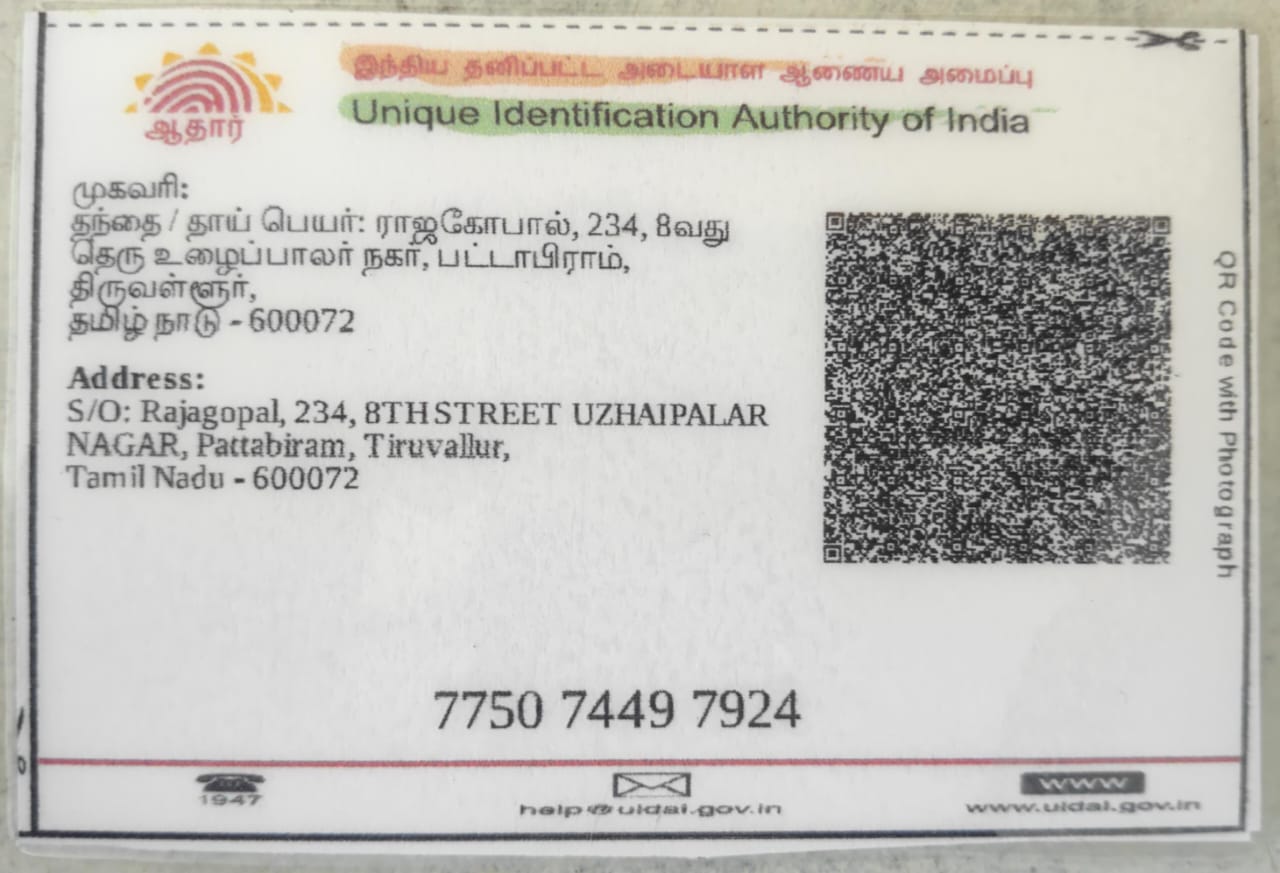 ஆதார்
இந்திய தனிப்பட்ட அடையாள ஆணைய அமைப்பு
Unique Identification Authority of India
முகவரி:
தந்தை / தாய் பெயர்: ராஜகோபால், 234, 8வது
தெரு உழைப்பாலர் நகர், பட்டாபிராம்,
திருவள்ளூர்,
தமிழ் நாடு - 600072
Address:
S/O: Rajagopal, 234, 8TH STREET UZHAIPALAR
NAGAR, Pattabiram, Tiruvallur,
Tamil Nadu - 600072
QR Code with Photograph
7750 7449 7924
1947
help@uidai.gov.in
www
www.uidai.gov.in